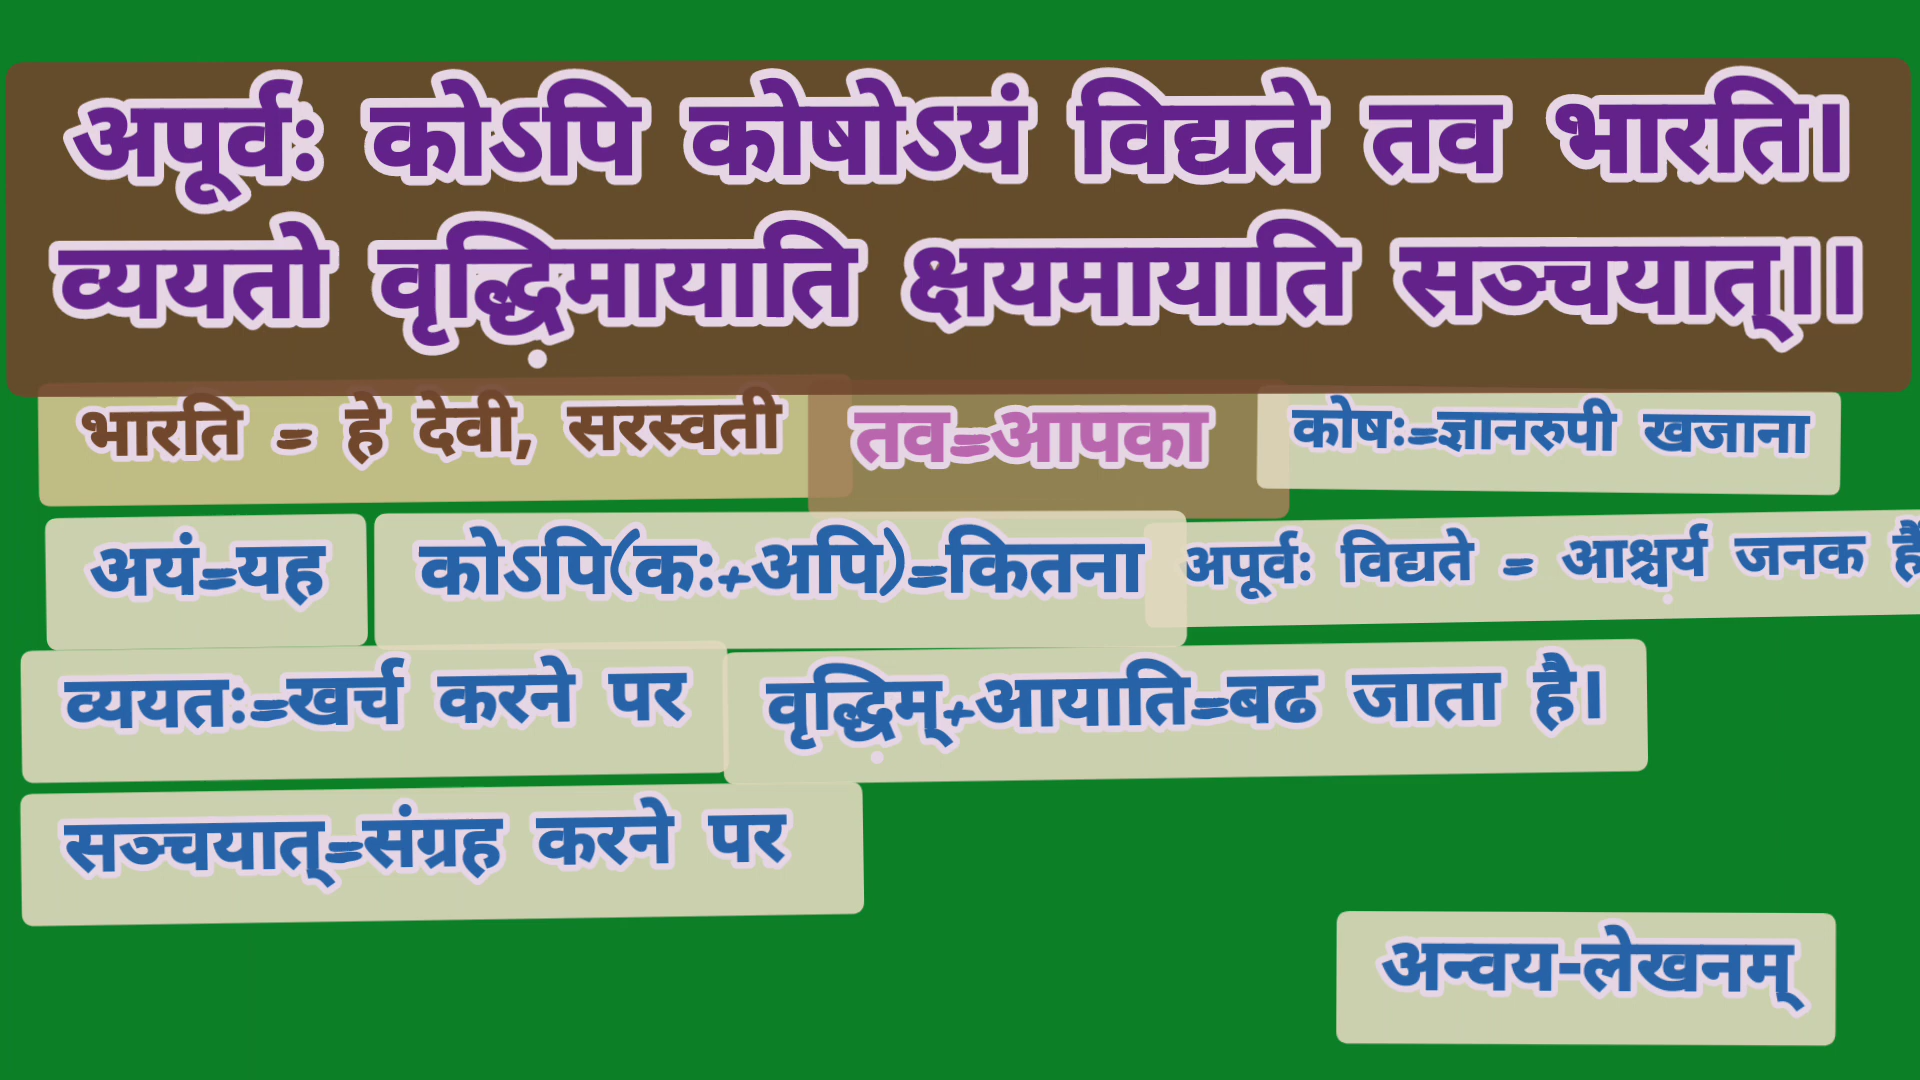 अपूर्वः कोऽपि कोषोऽयं विद्यते तव भारति।
व्ययतो वृद्धि़मायाति क्षयमायाति सञ्चयात्।।
भारति = हे देवी, सरस्वती तव=आपका कोषः=ज्ञानरुपी खजाना
अयं=यह कोऽपि(कः+अपि)=कितना अपूर्वः विद्यते = आश्च़र्य जनक है
व्ययतः=खर्च करने पर वृद्धि़म्+आयाति=बढ जाता है।
सञ्चयात्=संग्रह करने पर
अन्वय-लेखनम्